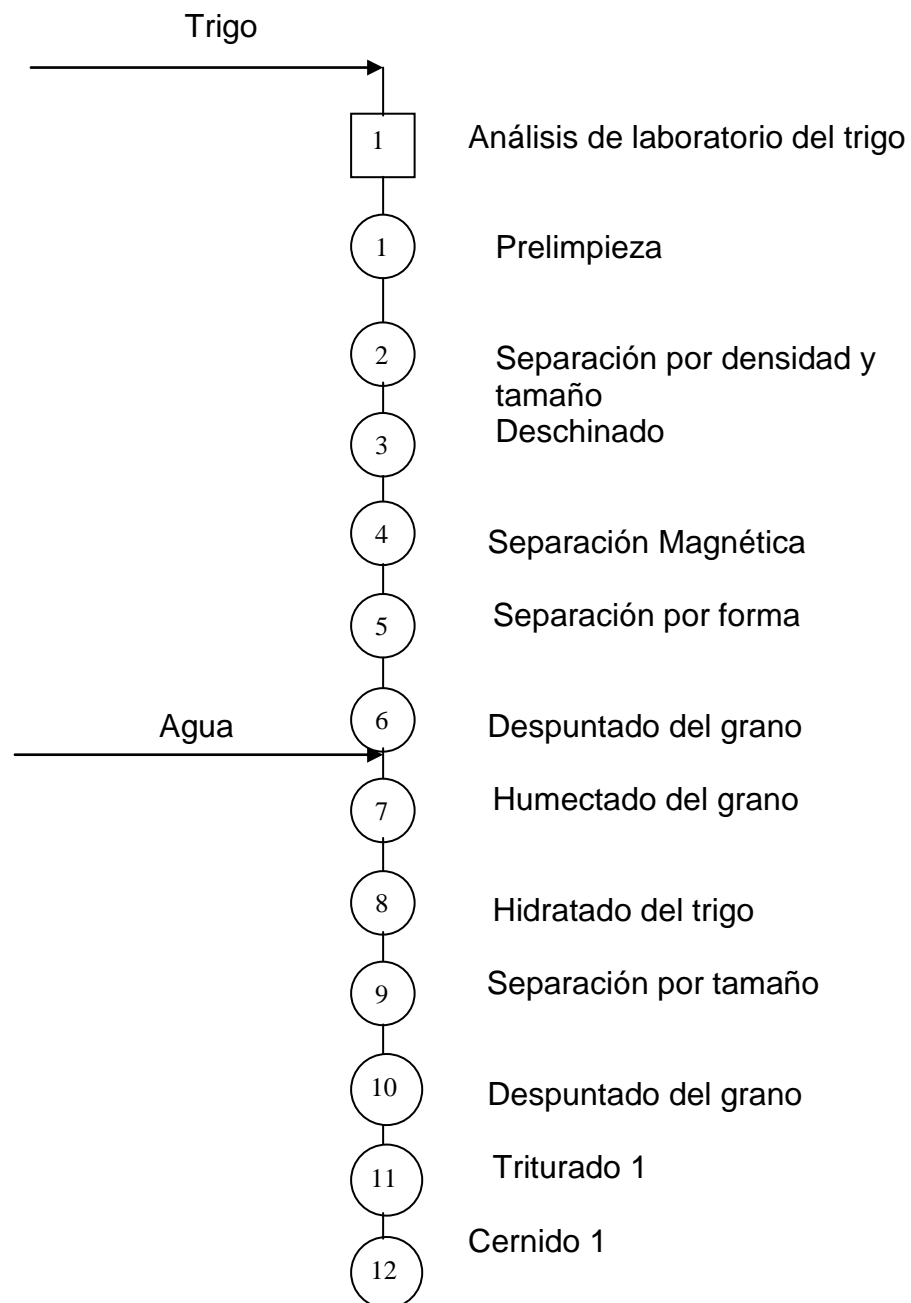 Trigo
1 Análisis de laboratorio del trigo
1 Prelimpieza
2 Separación por densidad y
tamaño
3 Deschinado
4 Separación Magnética
5 Separación por forma
6 Despuntado del grano
Agua
7 Humectado del grano
8 Hidratado del trigo
9 Separación por tamaño
10 Despuntado del grano
11 Triturado 1
12 Cernido 1